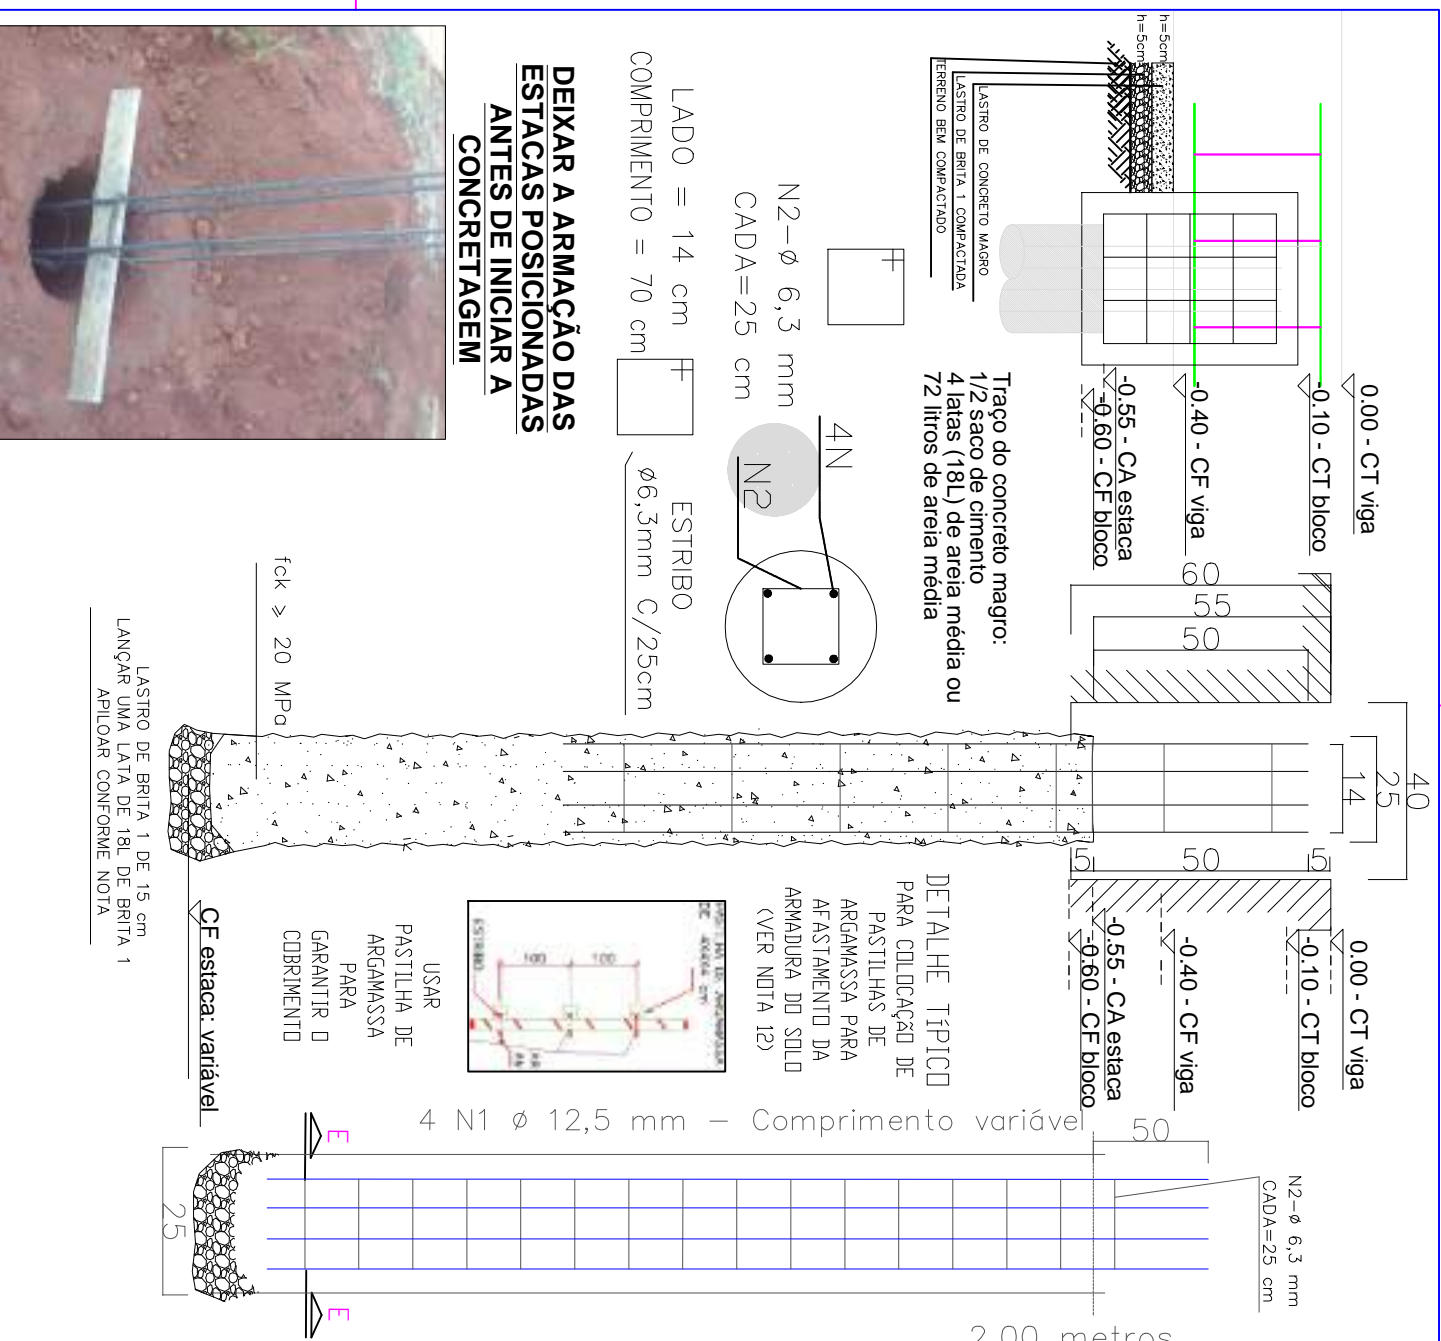 h=5cm
h=5cm
LASTRO DE CONCRETO MAGRO
LASTRO DE BRITA 1 COMPACTADA
TERRENO BEM COMPACTADO
0.00 - CT viga
-0.10 - CT bloco
-0.40 - CF viga
-0.55 - CA estaca
-0.60 - CF bloco
Traço do concreto magro:
1/2 saco de cimento
4 latas (18L) de areia média ou
72 litros de areia média
N2-ø 6,3 mm
CADA=25 cm
LADO = 14 cm
COMPRIMENTO = 70 cm
DEIXAR A ARMAÇÃO DAS
ESTACAS POSICIONADAS
ANTES DE INICIAR A
CONCRETAGEM
4N
N2
ESTRIBO
ø6,3mm C/25cm
60
55
50
40
25
14
5
50
5
fck ⩾ 20 MPa
LASTRO DE BRITA 1 DE 15 cm
LANÇAR UMA LATA DE 18L DE BRITA 1
APILOAR CONFORME NOTA
0.00 - CT viga
-0.10 - CT bloco
-0.40 - CF viga
-0.55 - CA estaca
-0.60 - CF bloco
DETALHE TÍPICO
PARA COLOCAÇÃO DE
PASTILHAS DE
ARGAMASSA PARA
AFASTAMENTO DA
ARMADURA DO SOLO
(VER NOTA 12)
ESTRIBO
100
100
USAR
PASTILHA DE
ARGAMASSA
PARA
GARANTIR O
COBRIMENTO
CF estaca: variável
4 N1 ø 12,5 mm - Comprimento variável
50
N2-ø 6,3 mm
CADA=25 cm
E
E
25
2,00 metros